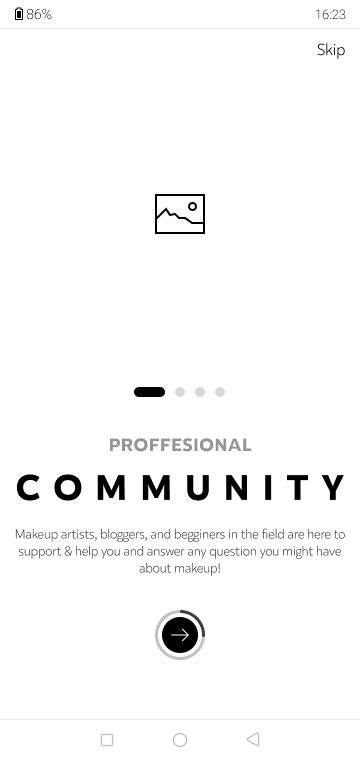 86%
16:23
Skip
PROFFESIONAL
COMMUNITY
Makeup artists, bloggers, and begginers in the field are here to
support & help you and answer any question you might have
about makeup!